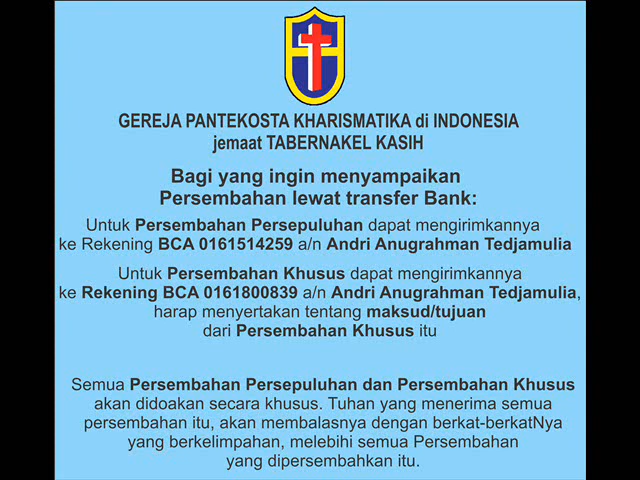 GEREJA PANTEKOSTA KHARISMATIKA di INDONESIA
jemaat TABERNAKEL KASIH
Bagi yang ingin menyampaikan
Persembahan lewat transfer Bank:
Untuk Persembahan Persepuluhan dapat mengirimkannya
ke Rekening BCA 0161514259 a/n Andri Anugrahman Tedjamulia
Untuk Persembahan Khusus dapat mengirimkannya
ke Rekening BCA 0161800839 a/n Andri Anugrahman Tedjamulia,
harap menyertakan tentang maksud/tujuan
dari Persembahan Khusus itu
Semua Persembahan Persepuluhan dan Persembahan Khusus
akan didoakan secara khusus. Tuhan yang menerima semua
persembahan itu, akan membalasnya dengan berkat-berkatNya
yang berkelimpahan, melebihi semua Persembahan
yang dipersembahkan itu.